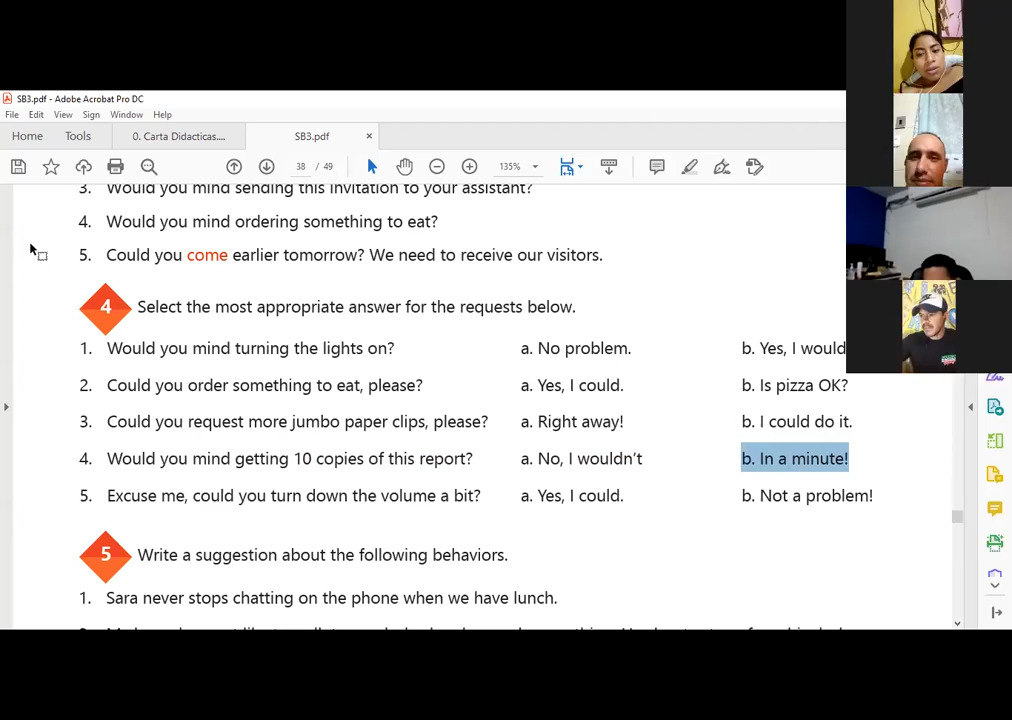 SB3.pdf - Adobe Acrobat Pro DC
File Edit View Sign Window Help
Home Tools 0. Carta Didacticas.... SB3.pdf ×
38 / 49 135%
3. Would you mind sending this invitation to your assistant?
4. Would you mind ordering something to eat?
5. Could you come earlier tomorrow? We need to receive our visitors.
4 Select the most appropriate answer for the requests below.
1. Would you mind turning the lights on? a. No problem. b. Yes, I would
2. Could you order something to eat, please? a. Yes, I could. b. Is pizza OK?
3. Could you request more jumbo paper clips, please? a. Right away! b. I could do it.
4. Would you mind getting 10 copies of this report? a. No, I wouldn't b. In a minute!
5. Excuse me, could you turn down the volume a bit? a. Yes, I could. b. Not a problem!
5 Write a suggestion about the following behaviors.
1. Sara never stops chatting on the phone when we have lunch.